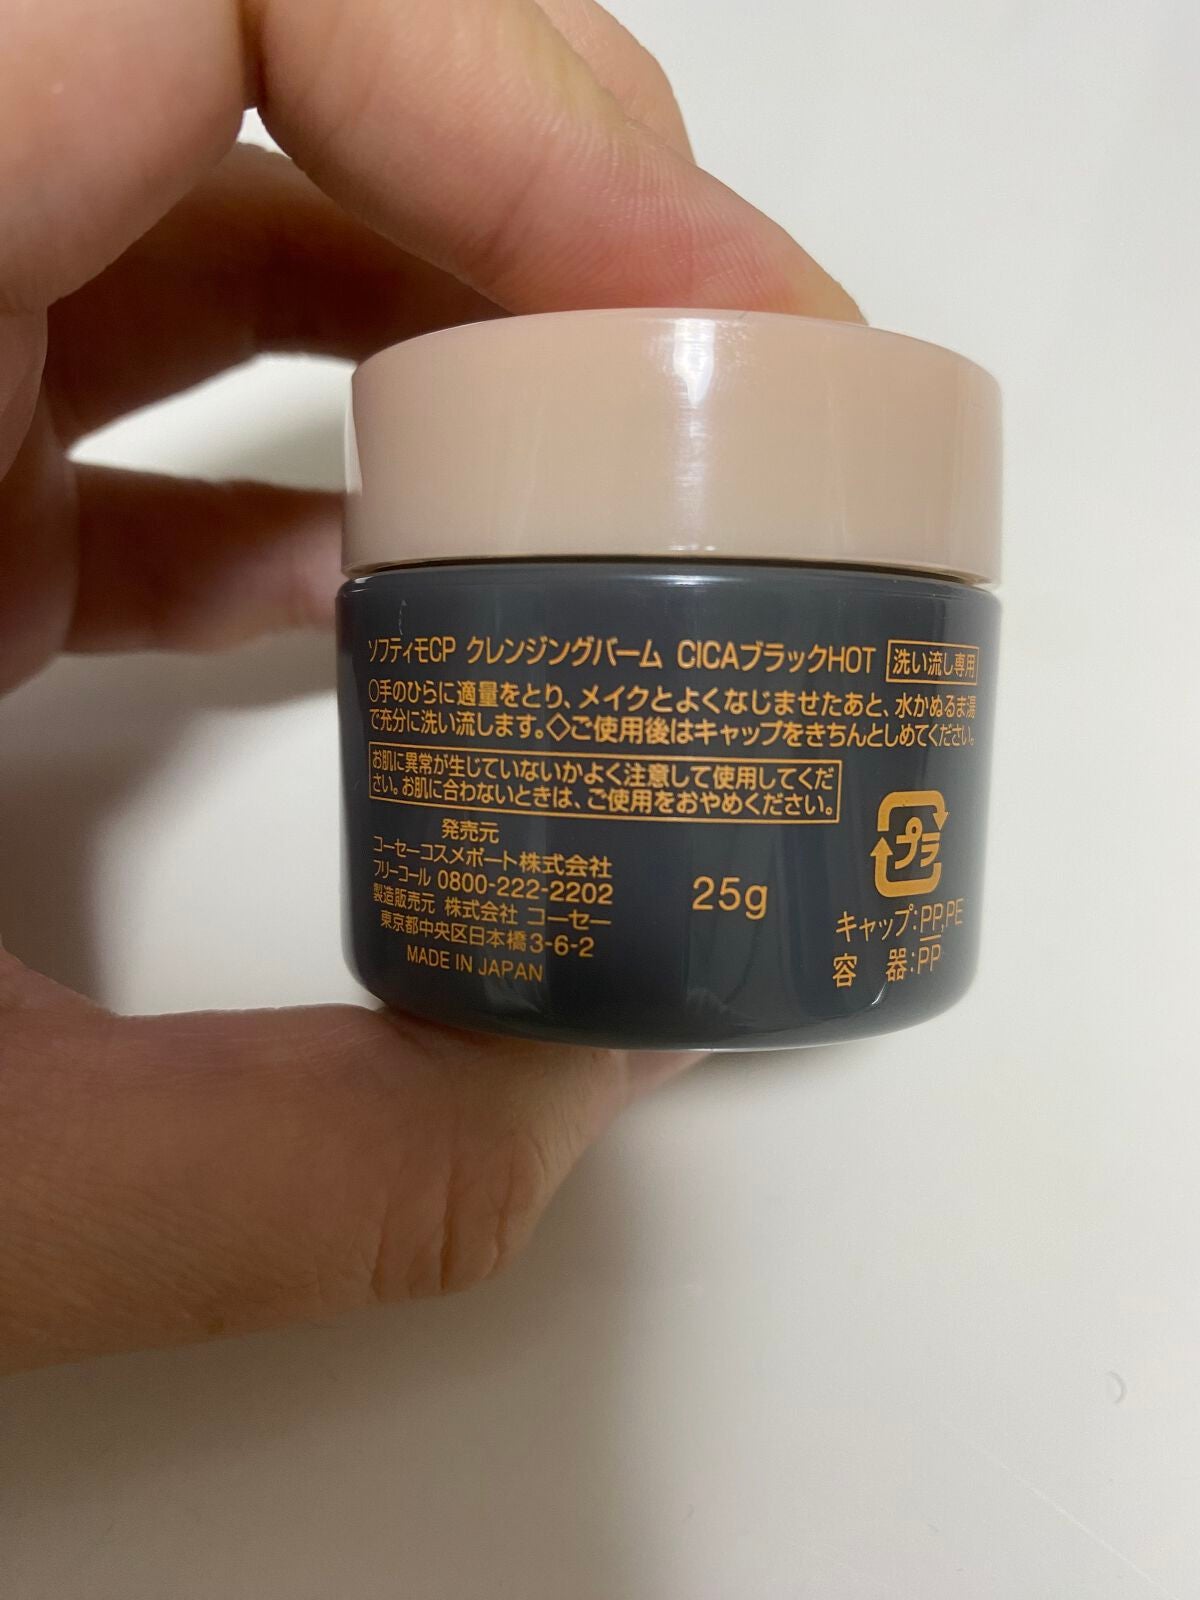 ソフティモCP クレンジングバーム CICAブラックHOT 洗い流し専用
○手のひらに適量をとり、メイクとよくなじませたあと、水かぬるま湯
で充分に洗い流します。◇ご使用後はキャップをきちんとしめてください。
お肌に異常が生じていないかよく注意して使用してくだ
さい。お肌に合わないときは、ご使用をおやめください。
発売元
コーセーコスメポート株式会社
フリーコール 0800-222-2202
製造販売元 株式会社 コーセー
東京都中央区日本橋3-6-2
MADE IN JAPAN
25g
プラ
キャップ:PP,PE
容 器:PP